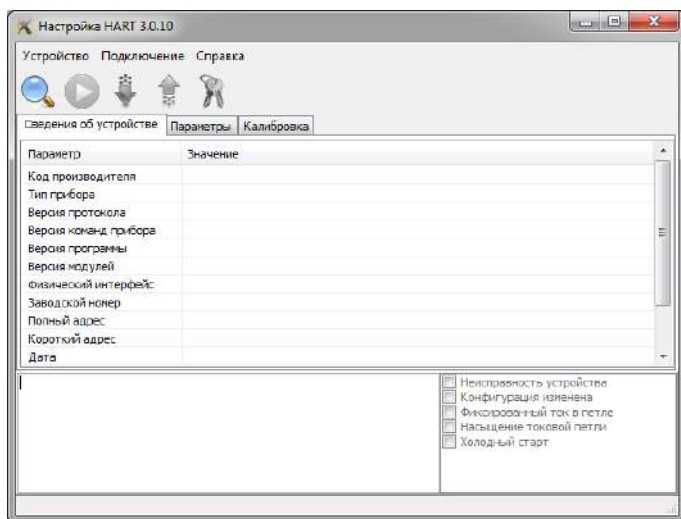 Настройка HART 3.0.10
Устройство Подключение Справка
Сведения об устройстве Параметры Калибровка
Параметр Значение
Код производителя
Тип прибора
Версия протокола
Версия команд прибора
Версия программы
Версия модулей
Физический интерфейс
Заводской номер
Полный адрес
Короткий адрес
Дата
Неисправность устройства
Конфигурация изменена
Фиксированный ток в петле
Насыщение токовой петли
Холодный старт